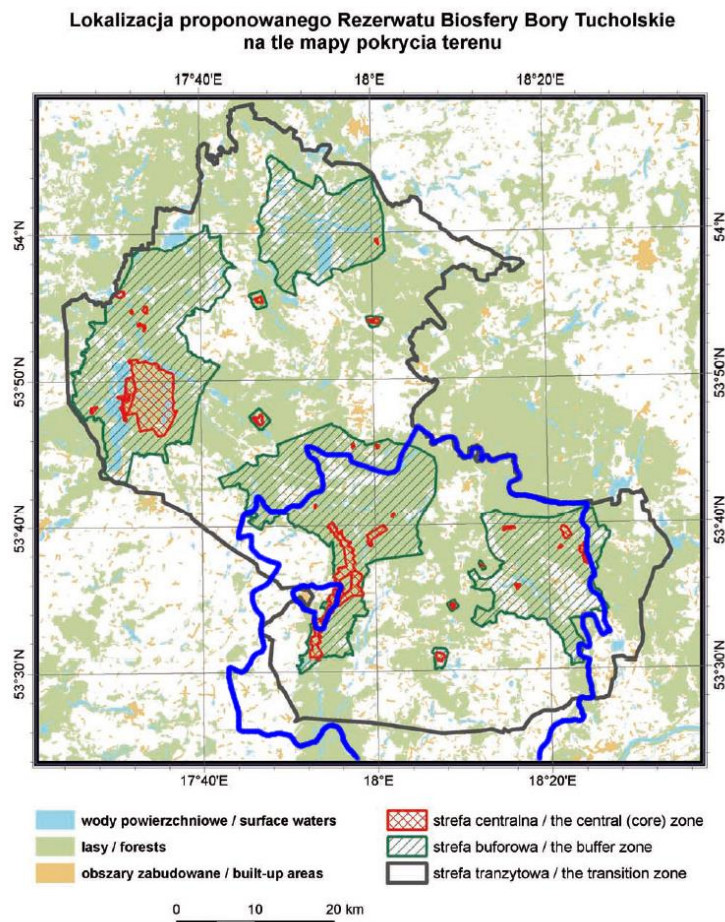 Lokalizacja proponowanego Rezerwatu Biosfery Bory Tucholskie
na tle mapy pokrycia terenu
17°40'E 18°E 18°20'E
54°N 54°N
53°50'N 53°50'N
53°40'N 53°40'N
53°30'N 53°30'N
17°40'E 18°E 18°20'E
wody powierzchniowe / surface waters
lasy / forests
obszary zabudowane / built-up areas
strefa centralna / the central (core) zone
strefa buforowa / the buffer zone
strefa tranzytowa / the transition zone
0 10 20 km